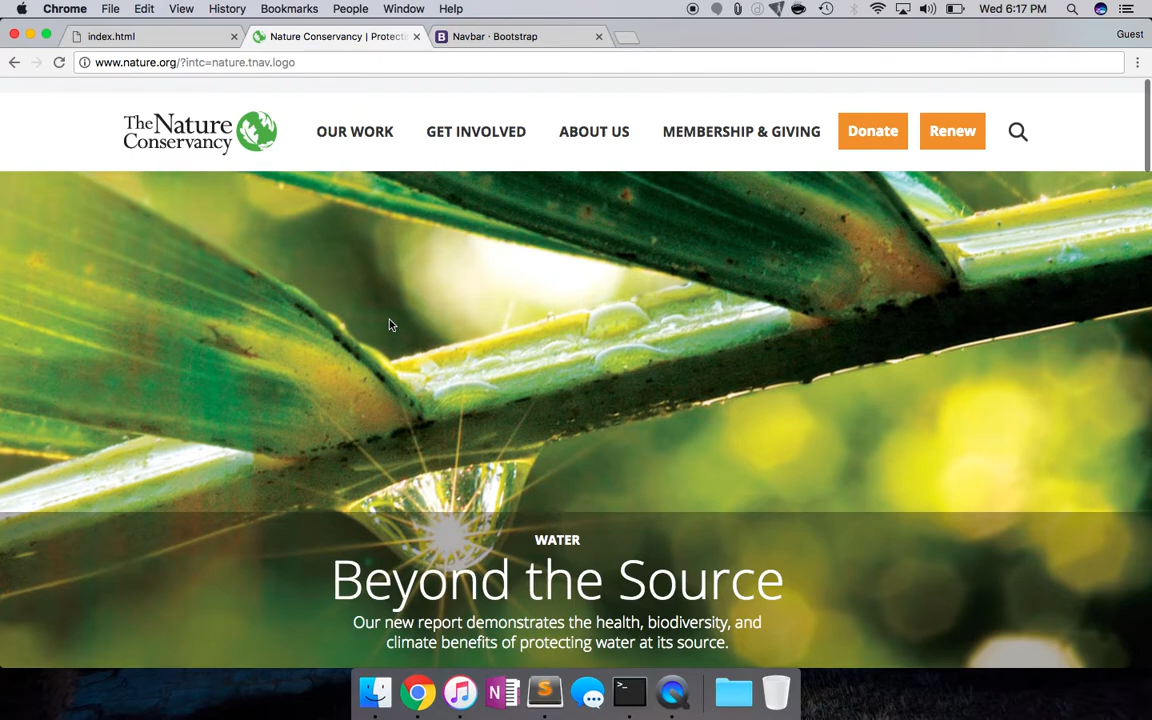 Chrome File Edit View History Bookmarks People Window Help Wed 6:17 PM
index.html Nature Conservancy | Protecti Navbar · Bootstrap Guest
www.nature.org/?intc=nature.tnav.logo
The Nature
Conservancy
OUR WORK GET INVOLVED ABOUT US MEMBERSHIP & GIVING Donate Renew
WATER
Beyond the Source
Our new report demonstrates the health, biodiversity, and
climate benefits of protecting water at its source.